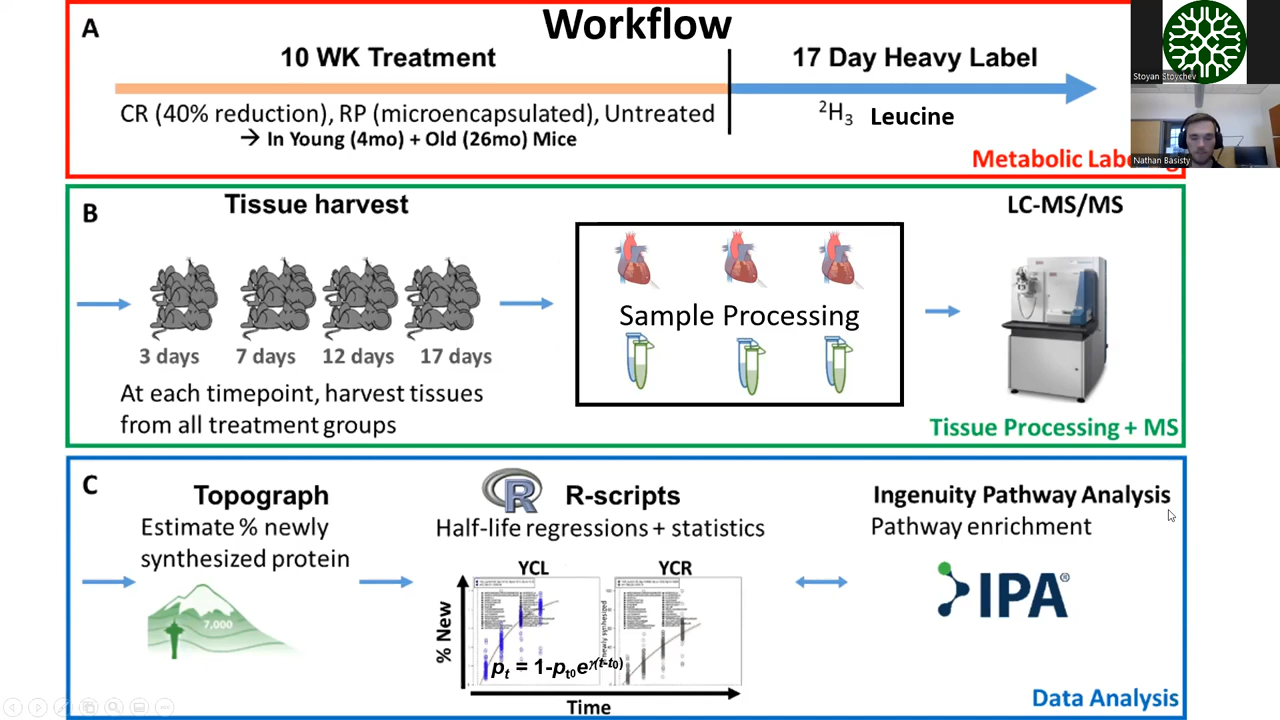 Workflow
A
10 WK Treatment
17 Day Heavy Label
CR (40% reduction), RP (microencapsulated), Untreated
→ In Young (4mo) + Old (26mo) Mice
²H₃ Leucine
Metabolic
Stoyan Stoychev
Nathan Basisty
B
Tissue harvest
LC-MS/MS
Sample Processing
3 days
7 days
12 days
17 days
At each timepoint, harvest tissues
from all treatment groups
Tissue Processing + MS
C
Topograph
Estimate % newly
synthesized protein
7,000
R
R-scripts
Half-life regressions + statistics
YCL
YCR
% New
pₜ = 1-pₜ₀e
Time
Ingenuity Pathway Analysis
Pathway enrichment
IPA®
Data Analysis